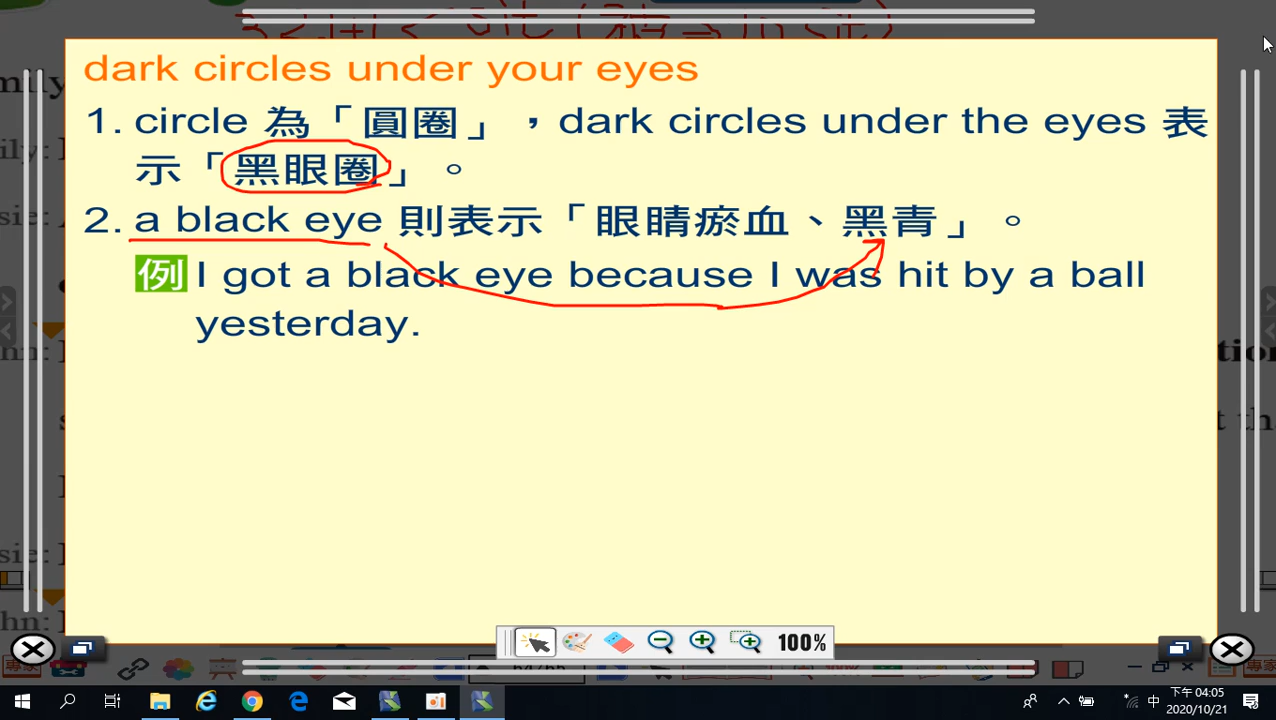 dark circles under your eyes
1. circle 為「圓圈」，dark circles under the eyes 表
示「黑眼圈」。
2. a black eye 則表示「眼睛瘀血、黑青」。
例 I got a black eye because I was hit by a ball
yesterday.
100%
中
下午 04:05
2020/10/21